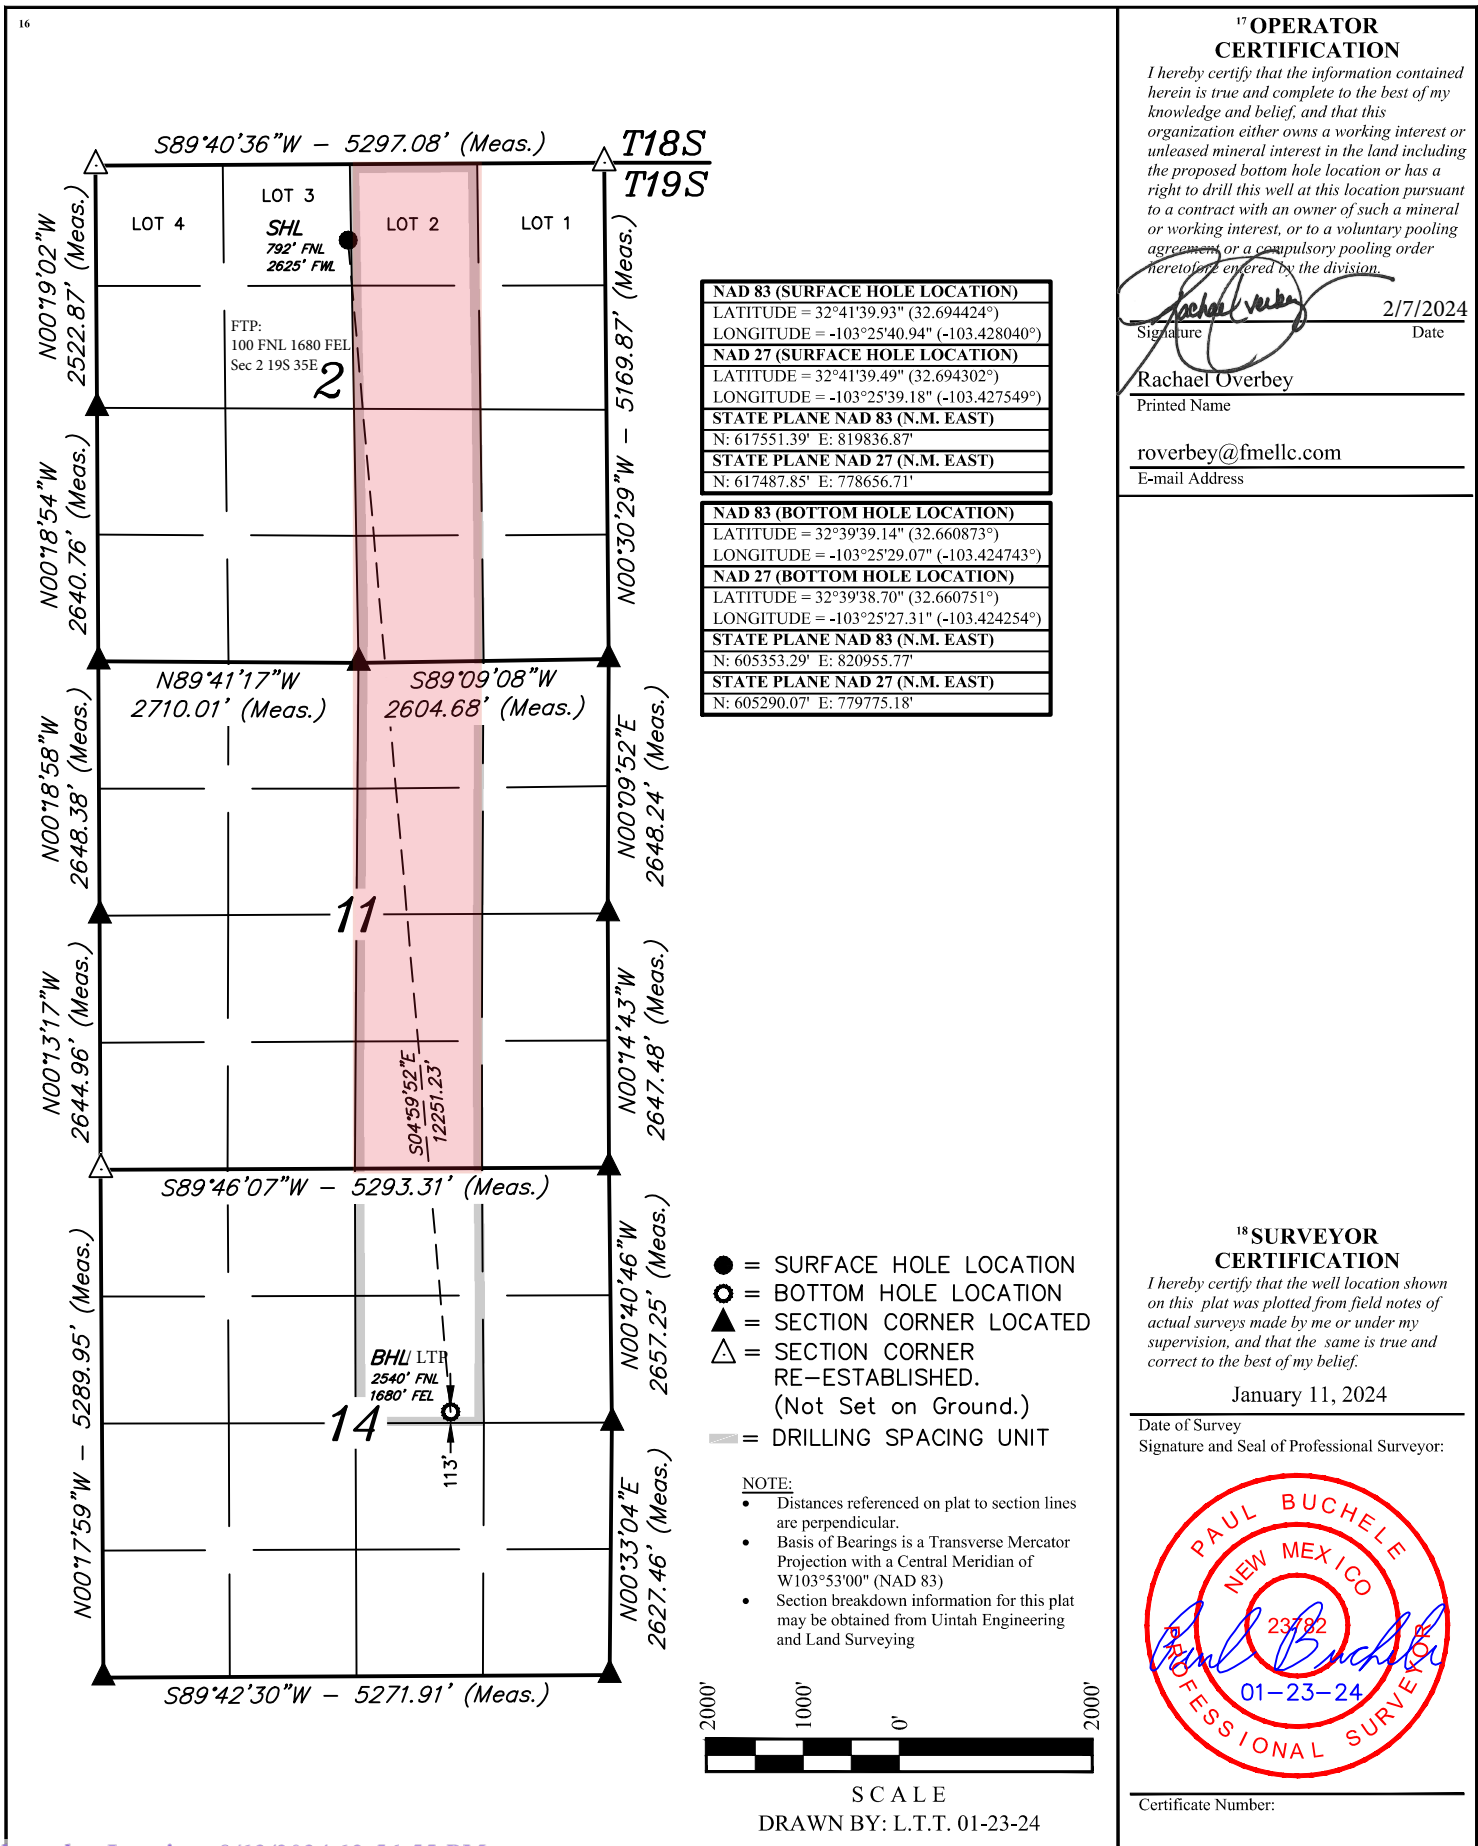 16
S89°40'36"W – 5297.08' (Meas.)
T18S
T19S
LOT 4
LOT 3
LOT 2
LOT 1
SHL
792' FNL
2625' FWL
N00°19'02"W
2522.87' (Meas.)
FTP:
100 FNL 1680 FEL
Sec 2 19S 35E
2
N00°30'29"W – 5169.87' (Meas.)
N00°18'54"W
2640.76' (Meas.)
N89°41'17"W
2710.01' (Meas.)
S89°09'08"W
2604.68' (Meas.)
N00°18'58"W
2648.38' (Meas.)
N00°09'52"E
2648.24' (Meas.)
11
N00°13'17"W
2644.96' (Meas.)
N00°14'43"W
2647.48' (Meas.)
S04°59'52"E
12251.23'
S89°46'07"W – 5293.31' (Meas.)
N00°17'59"W – 5289.95' (Meas.)
N00°40'46"W
2657.25' (Meas.)
BHL/ LTP
2540' FNL
1680' FEL
14
113'
N00°33'04"E
2627.46' (Meas.)
S89°42'30"W – 5271.91' (Meas.)
NAD 83 (SURFACE HOLE LOCATION)
LATITUDE = 32°41'39.93" (32.694424°)
LONGITUDE = -103°25'40.94" (-103.428040°)
NAD 27 (SURFACE HOLE LOCATION)
LATITUDE = 32°41'39.49" (32.694302°)
LONGITUDE = -103°25'39.18" (-103.427549°)
STATE PLANE NAD 83 (N.M. EAST)
N: 617551.39' E: 819836.87'
STATE PLANE NAD 27 (N.M. EAST)
N: 617487.85' E: 778656.71'
NAD 83 (BOTTOM HOLE LOCATION)
LATITUDE = 32°39'39.14" (32.660873°)
LONGITUDE = -103°25'29.07" (-103.424743°)
NAD 27 (BOTTOM HOLE LOCATION)
LATITUDE = 32°39'38.70" (32.660751°)
LONGITUDE = -103°25'27.31" (-103.424254°)
STATE PLANE NAD 83 (N.M. EAST)
N: 605353.29' E: 820955.77'
STATE PLANE NAD 27 (N.M. EAST)
N: 605290.07' E: 779775.18'
= SURFACE HOLE LOCATION
= BOTTOM HOLE LOCATION
= SECTION CORNER LOCATED
= SECTION CORNER
RE–ESTABLISHED.
(Not Set on Ground.)
= DRILLING SPACING UNIT
NOTE:
• Distances referenced on plat to section lines
are perpendicular.
• Basis of Bearings is a Transverse Mercator
Projection with a Central Meridian of
W103°53'00" (NAD 83)
• Section breakdown information for this plat
may be obtained from Uintah Engineering
and Land Surveying
2000' 1000' 0' 2000'
SCALE
DRAWN BY: L.T.T. 01-23-24
17 OPERATOR
CERTIFICATION
I hereby certify that the information contained
herein is true and complete to the best of my
knowledge and belief, and that this
organization either owns a working interest or
unleased mineral interest in the land including
the proposed bottom hole location or has a
right to drill this well at this location pursuant
to a contract with an owner of such a mineral
or working interest, or to a voluntary pooling
agreement or a compulsory pooling order
heretofore entered by the division.
Rachael Overbey
2/7/2024
Signature Date
Rachael Overbey
Printed Name
roverbey@fmellc.com
E-mail Address
18 SURVEYOR
CERTIFICATION
I hereby certify that the well location shown
on this plat was plotted from field notes of
actual surveys made by me or under my
supervision, and that the same is true and
correct to the best of my belief.
January 11, 2024
Date of Survey
Signature and Seal of Professional Surveyor:
PAUL BUCHELE
NEW MEXICO
23782
Paul Buchele
01–23–24
PROFESSIONAL SURVEYOR
Certificate Number: